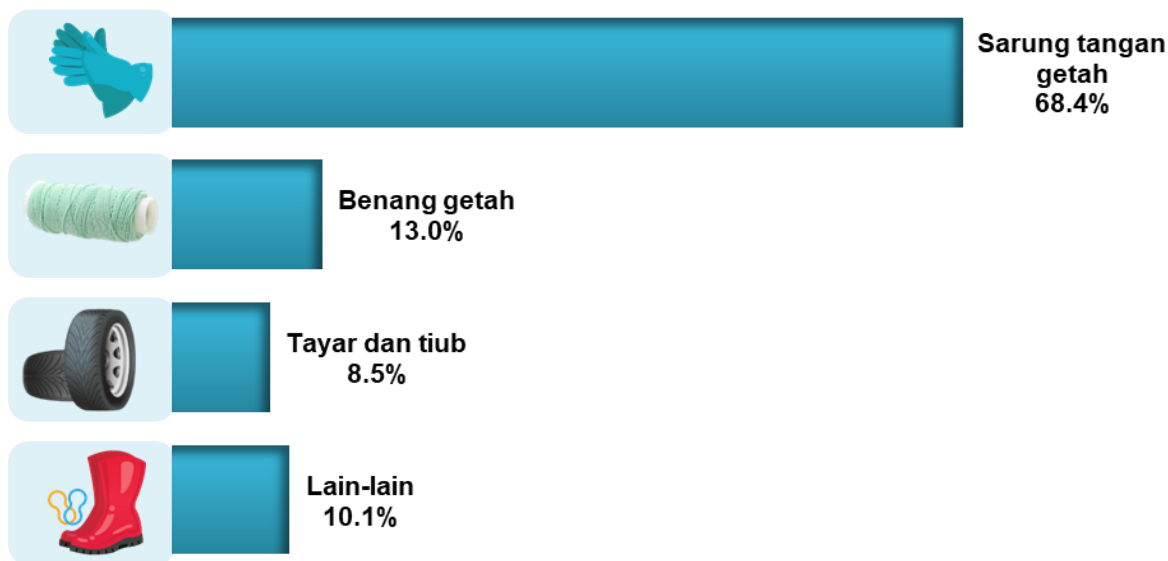 Sarung tangan
getah
68.4%
Benang getah
13.0%
Tayar dan tiub
8.5%
Lain-lain
10.1%